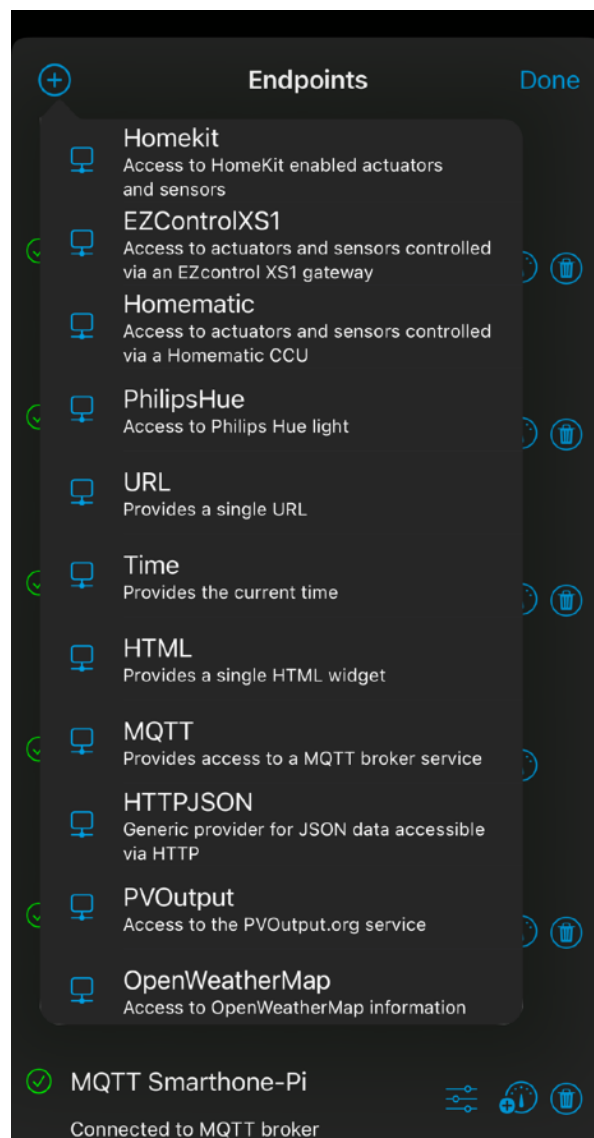 Endpoints
Done
Homekit
Access to HomeKit enabled actuators
and sensors
EZControlXS1
Access to actuators and sensors controlled
via an EZcontrol XS1 gateway
Homematic
Access to actuators and sensors controlled
via a Homematic CCU
PhilipsHue
Access to Philips Hue light
URL
Provides a single URL
Time
Provides the current time
HTML
Provides a single HTML widget
MQTT
Provides access to a MQTT broker service
HTTPJSON
Generic provider for JSON data accessible
via HTTP
PVOutput
Access to the PVOutput.org service
OpenWeatherMap
Access to OpenWeatherMap information
MQTT Smarthone-Pi
Connected to MQTT broker